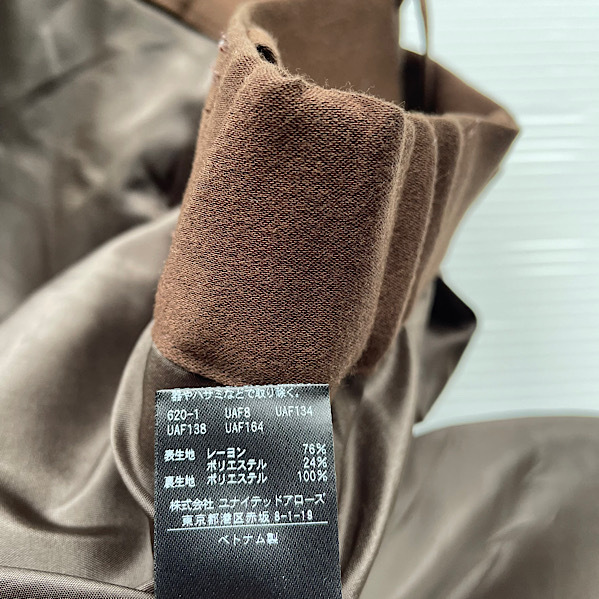 器やハサミなどで取り除く。
620-1 UAF8 UAF134
UAF138 UAF164
表生地 レーヨン 76%
ポリエステル 24%
裏生地 ポリエステル 100%
株式会社 ユナイテッドアローズ
東京都港区赤坂 8-1-19
ベトナム製